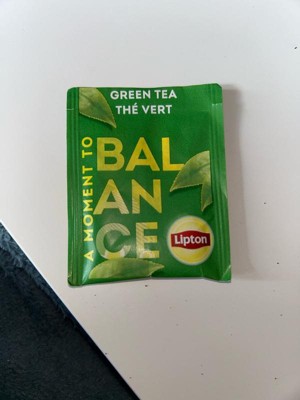 GREEN TEA
THÉ VERT
A MOMENT TO
BAL
AN
CE
Lipton